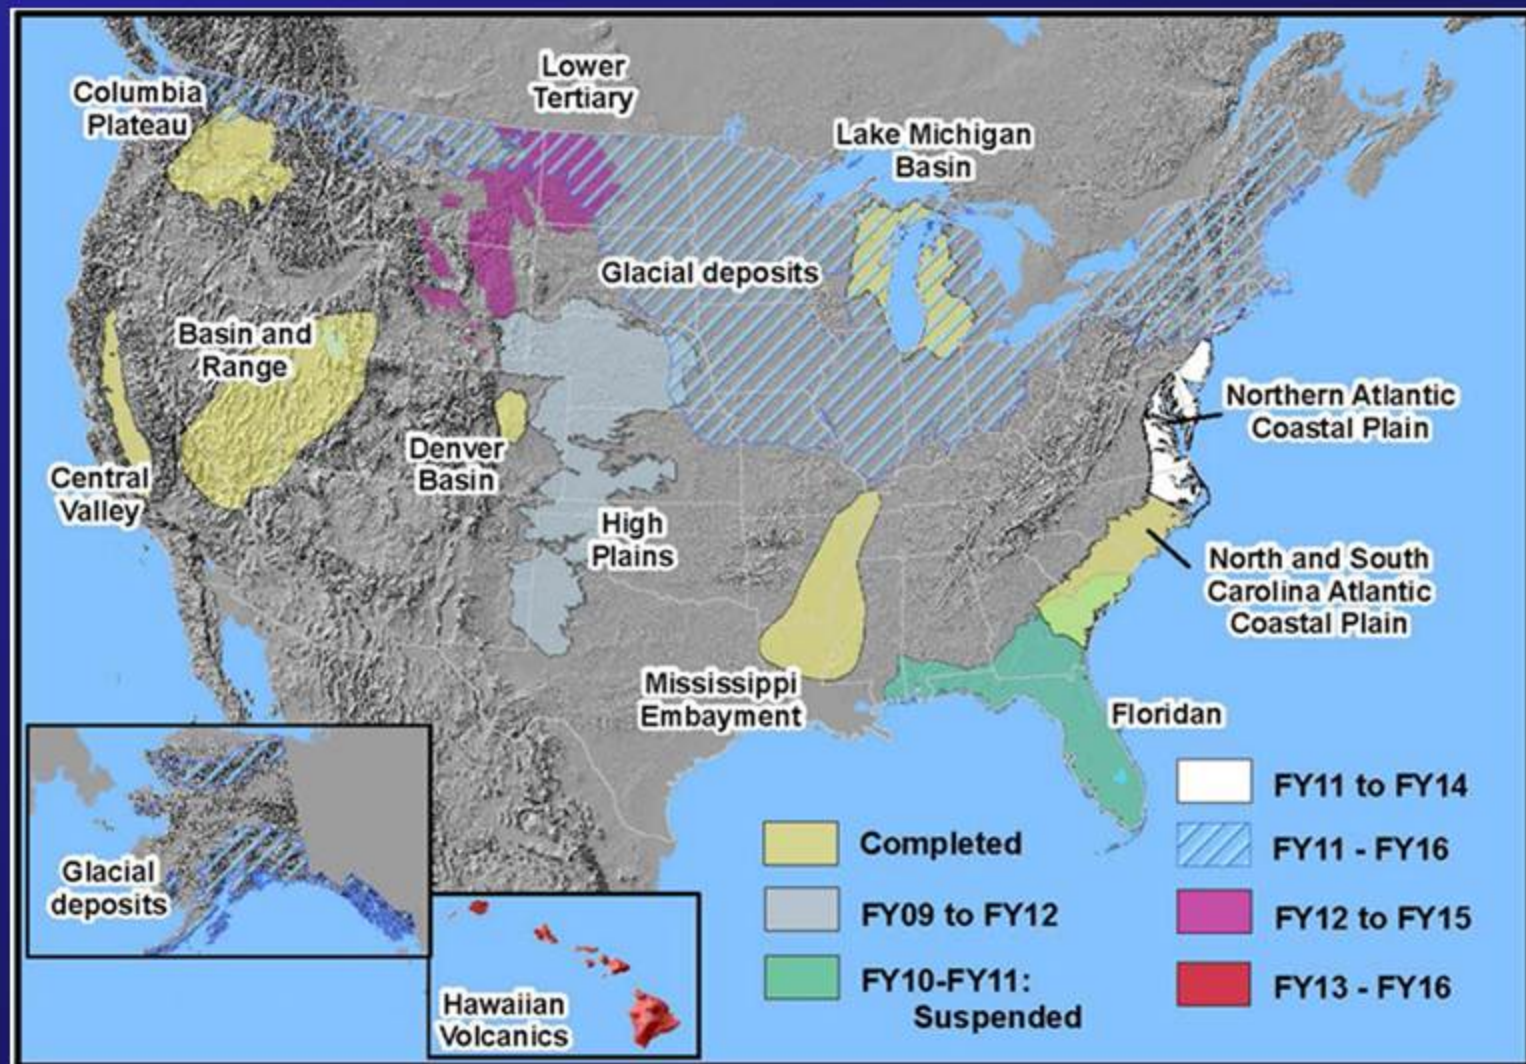 Columbia
Plateau
Lower
Tertiary
Lake Michigan
Basin
Glacial deposits
Basin and
Range
Northern Atlantic
Coastal Plain
Denver
Basin
Central
Valley
High
Plains
North and South
Carolina Atlantic
Coastal Plain
Mississippi
Embayment
Floridan
Glacial
deposits
Hawaiian
Volcanics
Completed
FY09 to FY12
FY10-FY11:
Suspended
FY11 to FY14
FY11 - FY16
FY12 to FY15
FY13 - FY16